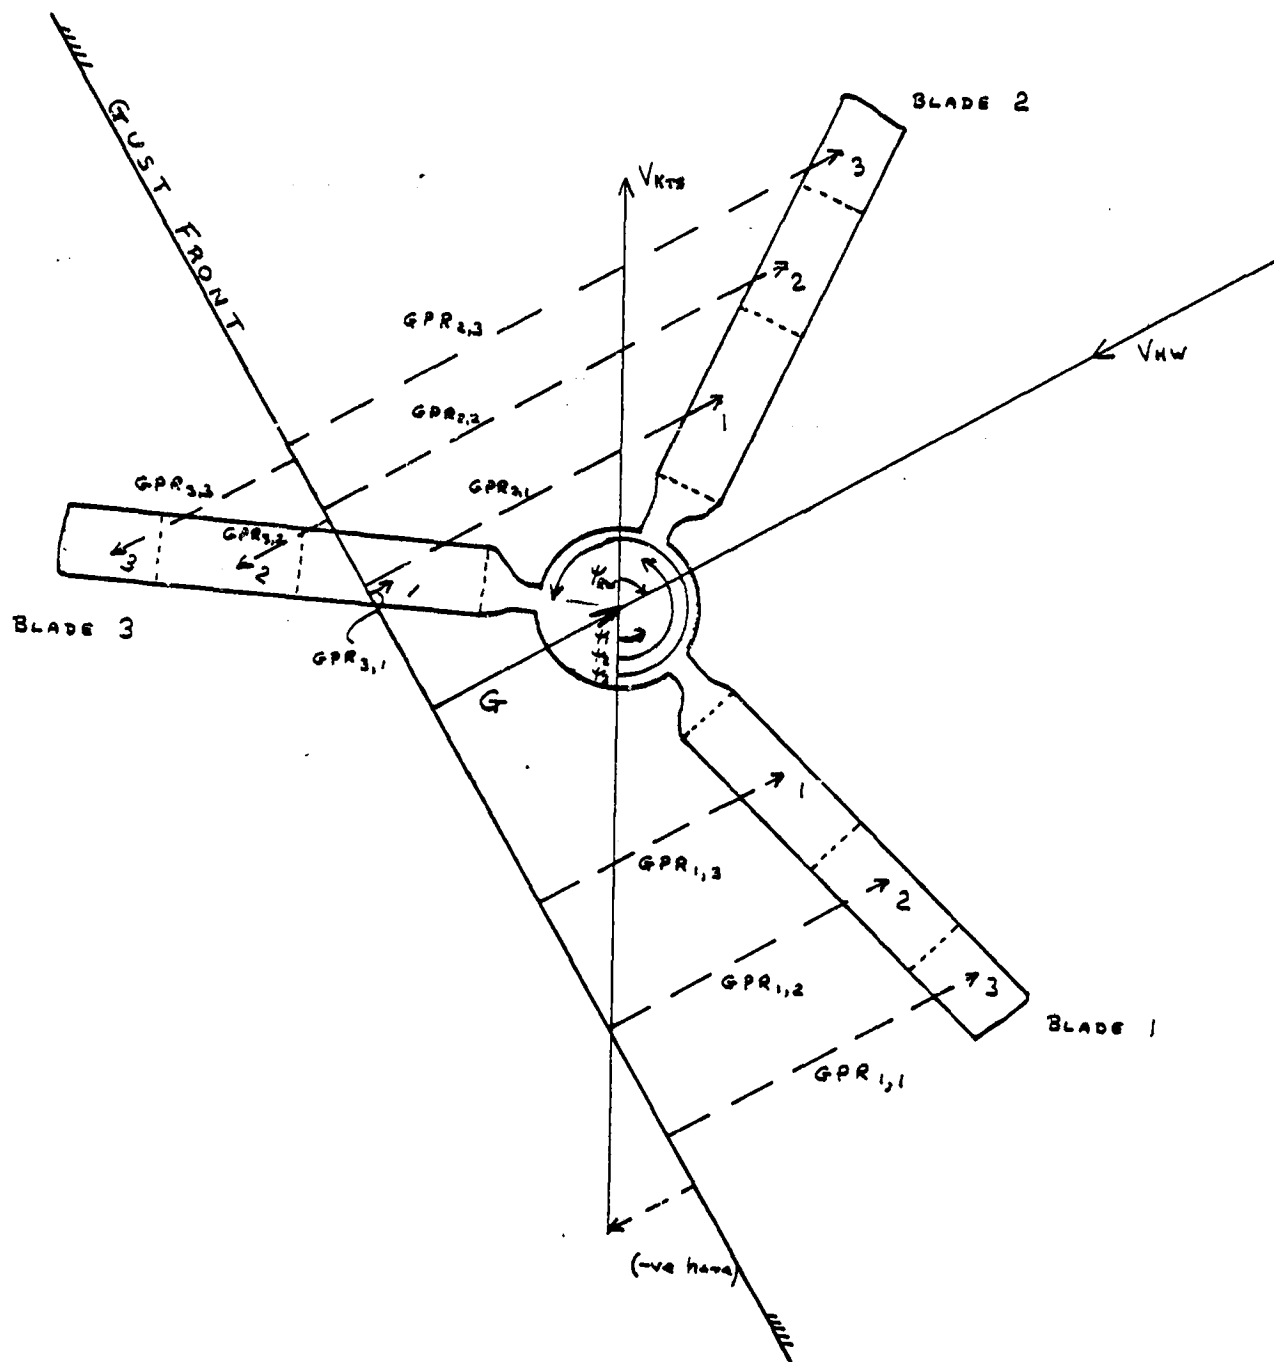 BLADE 2
GUST FRONT
VKTS
3
2
GPR2,3
VHW
GPR2,2
1
GPR3,3
GPR2,1
GPR3,2
3
2
1
BLADE 3
GPR3,1
G
1
GPR1,3
2
GPR1,2
3
BLADE 1
GPR1,1
(-ve here)